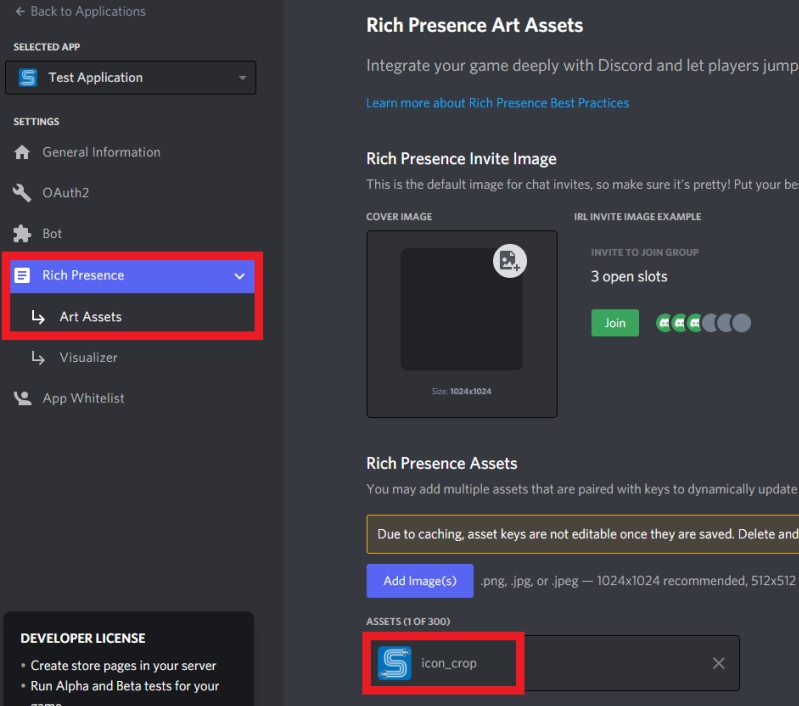 Back to Applications
SELECTED APP
Test Application
SETTINGS
General Information
OAuth2
Bot
Rich Presence
Art Assets
Visualizer
App Whitelist
DEVELOPER LICENSE
• Create store pages in your server
• Run Alpha and Beta tests for your
game
Rich Presence Art Assets
Integrate your game deeply with Discord and let players jump
Learn more about Rich Presence Best Practices
Rich Presence Invite Image
This is the default image for chat invites, so make sure it's pretty! Put your be
COVER IMAGE
Size: 1024x1024
IRL INVITE IMAGE EXAMPLE
INVITE TO JOIN GROUP
3 open slots
Join
Rich Presence Assets
You may add multiple assets that are paired with keys to dynamically update
Due to caching, asset keys are not editable once they are saved. Delete and
Add Image(s)
.png, .jpg, or .jpeg — 1024x1024 recommended, 512x512
ASSETS (1 OF 300)
icon_crop